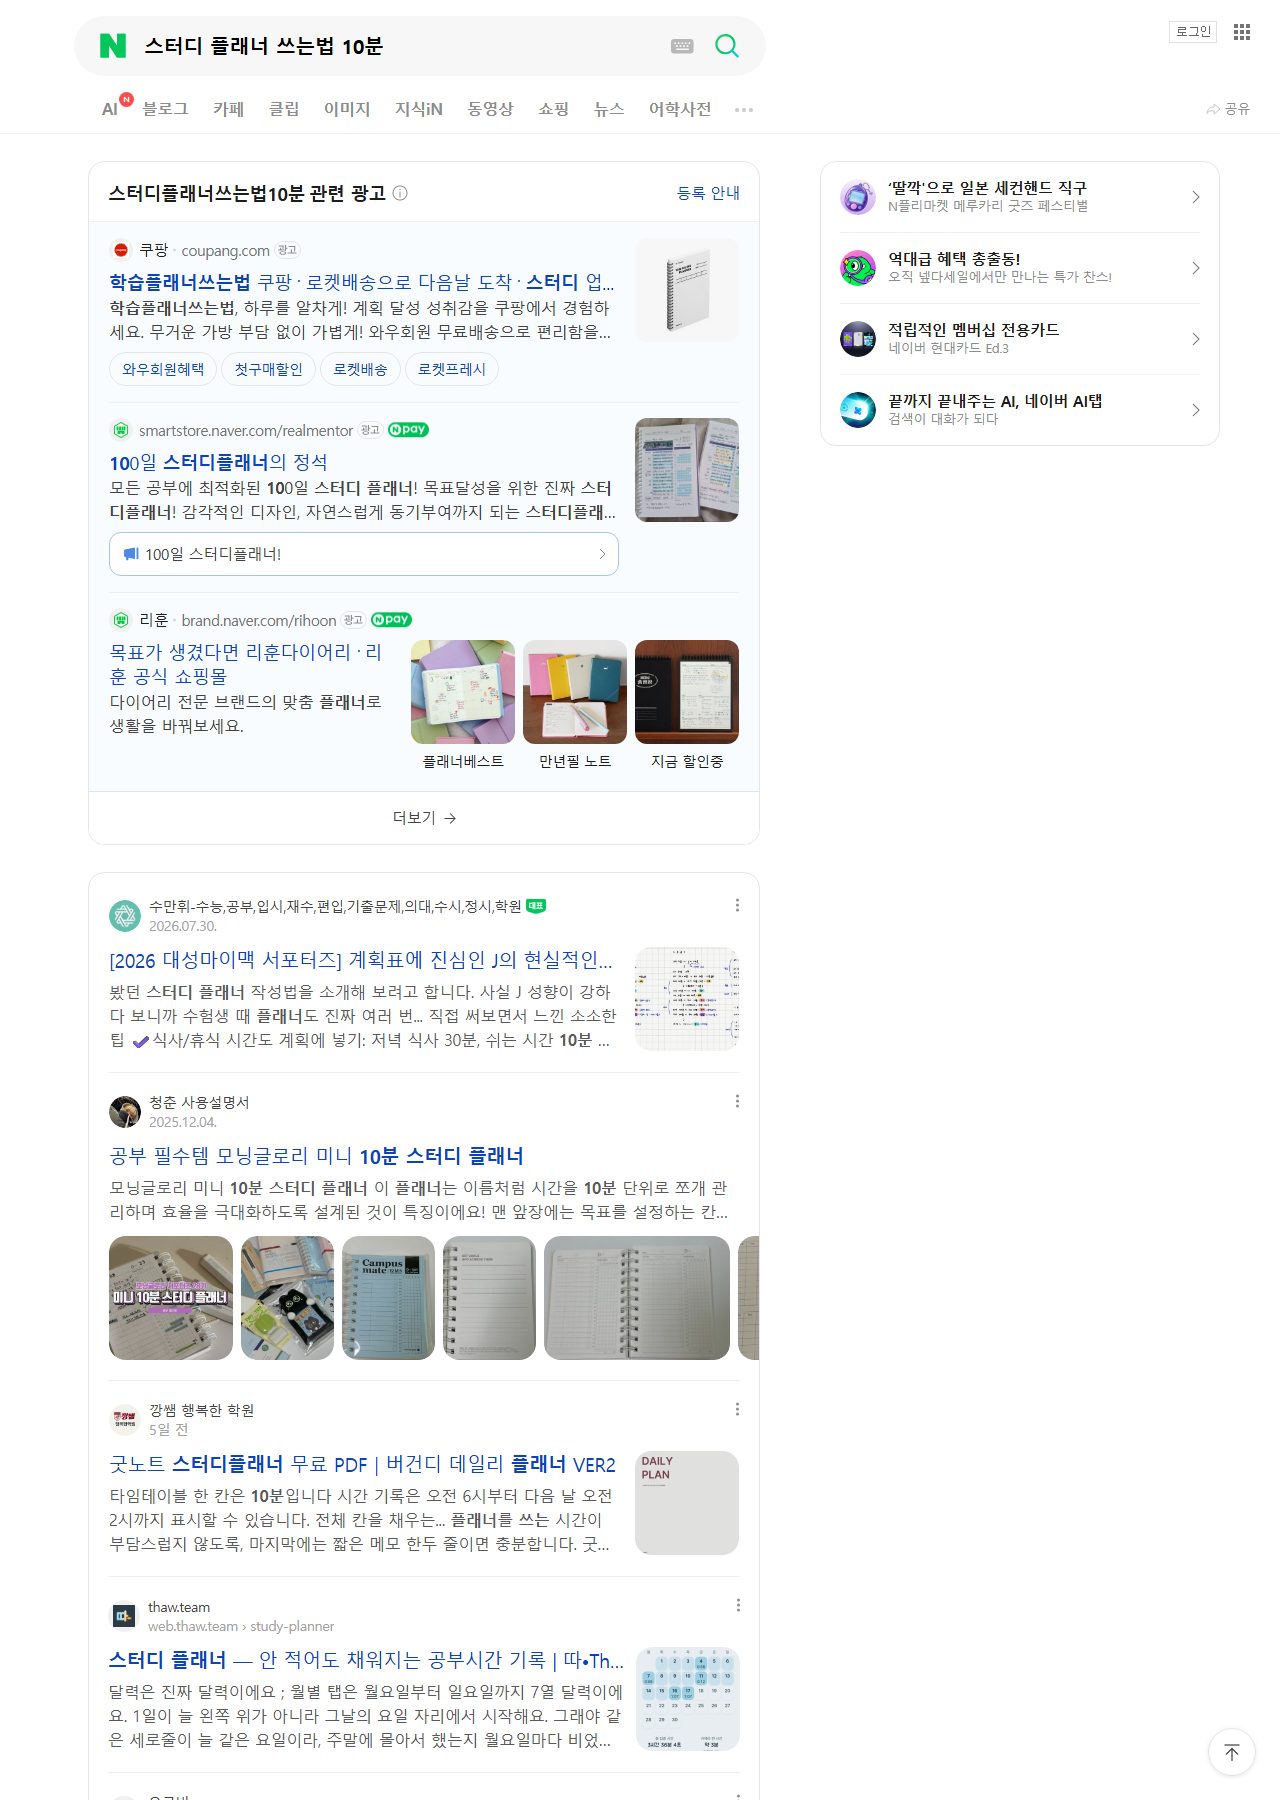 스터디 플래너 쓰는법 10분
로그인
AI
N
블로그
카페
클립
이미지
지식iN
동영상
쇼핑
뉴스
어학사전
공유
스터디플래너쓰는법10분 관련 광고
등록 안내
쿠팡 · coupang.com 광고
학습플래너쓰는법 쿠팡 · 로켓배송으로 다음날 도착 · 스터디 업...
학습플래너쓰는법, 하루를 알차게! 계획 달성 성취감을 쿠팡에서 경험하
세요. 무거운 가방 부담 없이 가볍게! 와우회원 무료배송으로 편리함을...
와우회원혜택
첫구매할인
로켓배송
로켓프레시
smartstore.naver.com/realmentor 광고 N pay
100일 스터디플래너의 정석
모든 공부에 최적화된 100일 스터디 플래너! 목표달성을 위한 진짜 스터
디플래너! 감각적인 디자인, 자연스럽게 동기부여까지 되는 스터디플래...
100일 스터디플래너!
리훈 · brand.naver.com/rihoon 광고 N pay
목표가 생겼다면 리훈다이어리 · 리
훈 공식 쇼핑몰
다이어리 전문 브랜드의 맞춤 플래너로
생활을 바꿔보세요.
플래너베스트
만년필 노트
지금 할인중
더보기
‘딸깍'으로 일본 세컨핸드 직구
N플리마켓 메루카리 굿즈 페스티벌
역대급 혜택 총출동!
오직 넾다세일에서만 만나는 특가 찬스!
적립적인 멤버십 전용카드
네이버 현대카드 Ed.3
끝까지 끝내주는 AI, 네이버 AI탭
검색이 대화가 되다
수만휘-수능,공부,입시,재수,편입,기출문제,의대,수시,정시,학원 대표
2026.07.30.
[2026 대성마이맥 서포터즈] 계획표에 진심인 J의 현실적인...
봤던 스터디 플래너 작성법을 소개해 보려고 합니다. 사실 J 성향이 강하
다 보니까 수험생 때 플래너도 진짜 여러 번... 직접 써보면서 느낀 소소한
팁 ✔식사/휴식 시간도 계획에 넣기: 저녁 식사 30분, 쉬는 시간 10분 ...
청춘 사용설명서
2025.12.04.
공부 필수템 모닝글로리 미니 10분 스터디 플래너
모닝글로리 미니 10분 스터디 플래너 이 플래너는 이름처럼 시간을 10분 단위로 쪼개 관
리하며 효율을 극대화하도록 설계된 것이 특징이에요! 맨 앞장에는 목표를 설정하는 칸...
미니 10분 스터디 플래너
Campus
mate
깡쌤 행복한 학원
5일 전
굿노트 스터디플래너 무료 PDF | 버건디 데일리 플래너 VER2
타임테이블 한 칸은 10분입니다 시간 기록은 오전 6시부터 다음 날 오전
2시까지 표시할 수 있습니다. 전체 칸을 채우는... 플래너를 쓰는 시간이
부담스럽지 않도록, 마지막에는 짧은 메모 한두 줄이면 충분합니다. 굿...
DAILY
PLAN
thaw.team
web.thaw.team › study-planner
스터디 플래너 — 안 적어도 채워지는 공부시간 기록 | 따•Th...
달력은 진짜 달력이에요 ; 월별 탭은 월요일부터 일요일까지 7열 달력이에
요. 1일이 늘 왼쪽 위가 아니라 그날의 요일 자리에서 시작해요. 그래야 같
은 세로줄이 늘 같은 요일이라, 주말에 몰아서 했는지 월요일마다 비었...